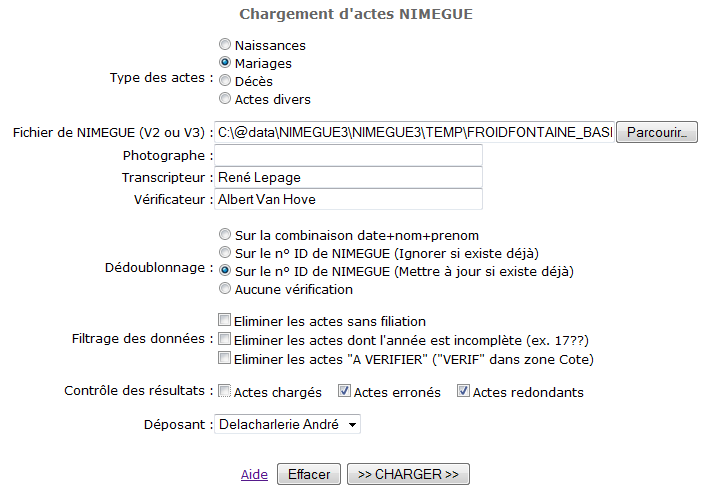 Chargement d'actes NIMEGUE
Naissances
Type des actes : Mariages
Décès
Actes divers
Fichier de NIMEGUE (V2 ou V3) : C:\@data\NIMEGUE3\NIMEGUE3\TEMP\FROIDFONTAINE_BASI Parcourir...
Photographe :
Transcripteur : René Lepage
Vérificateur : Albert Van Hove
Sur la combinaison date+nom+prenom
Sur le n° ID de NIMEGUE (Ignorer si existe déjà)
Dédoublonnage : Sur le n° ID de NIMEGUE (Mettre à jour si existe déjà)
Aucune vérification
Eliminer les actes sans filiation
Filtrage des données : Eliminer les actes dont l'année est incomplète (ex. 17??)
Eliminer les actes "A VERIFIER" ("VERIF" dans zone Cote)
Contrôle des résultats : Actes chargés Actes erronés Actes redondants
Déposant : Delacharlerie André
Aide Effacer >> CHARGER >>